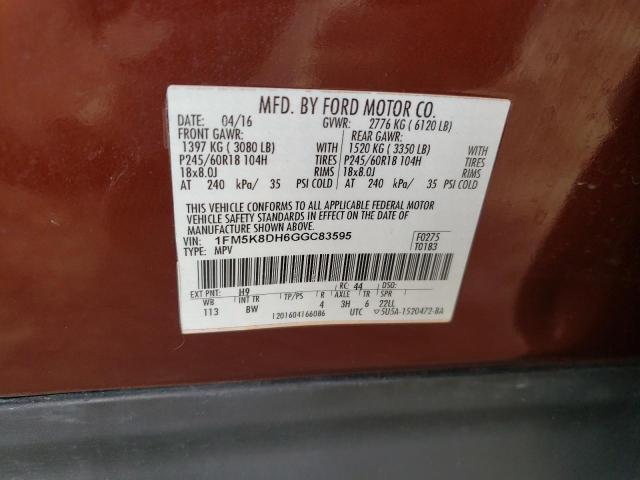 MFD. BY FORD MOTOR CO.
DATE: 04/16 GVWR: 2776 KG ( 6120 LB)
FRONT GAWR: REAR GAWR:
1397 KG ( 3080 LB) WITH 1520 KG ( 3350 LB) WITH
P245/60R18 104H TIRES P245/60R18 104H TIRES
18x8.0J RIMS 18x8.0J RIMS
AT 240 kPa/ 35 PSI COLD AT 240 kPa/ 35 PSI COLD
THIS VEHICLE CONFORMS TO ALL APPLICABLE FEDERAL MOTOR
VEHICLE SAFETY STANDARDS IN EFFECT ON THE DATE OF
MANUFACTURE SHOWN ABOVE.
VIN: 1FM5K8DH6GGC83595 F0275
TYPE: MPV T0183
EXT PNT: H9 RC: 44 DSO:
WB INT TR TP/PS R AXLE TR SPR
113 BW 4 3H 6 22LL
1201604166086 UTC ▽5U5A-1520472-BA